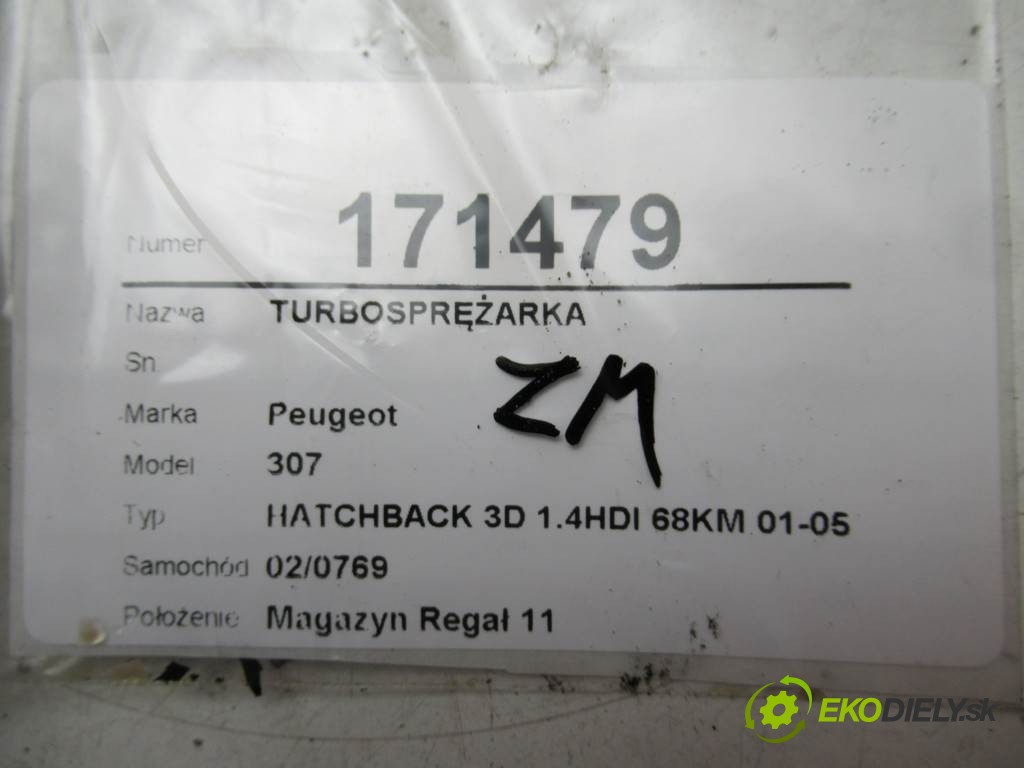 Numer 171479
Nazwa TURBOSPRĘŻARKA
Sn
ZM
Marka Peugeot
Model 307
Typ HATCHBACK 3D 1.4HDI 68KM 01-05
Samochód 02/0769
Położenie Magazyn Regał 11
EKODIELY.sk